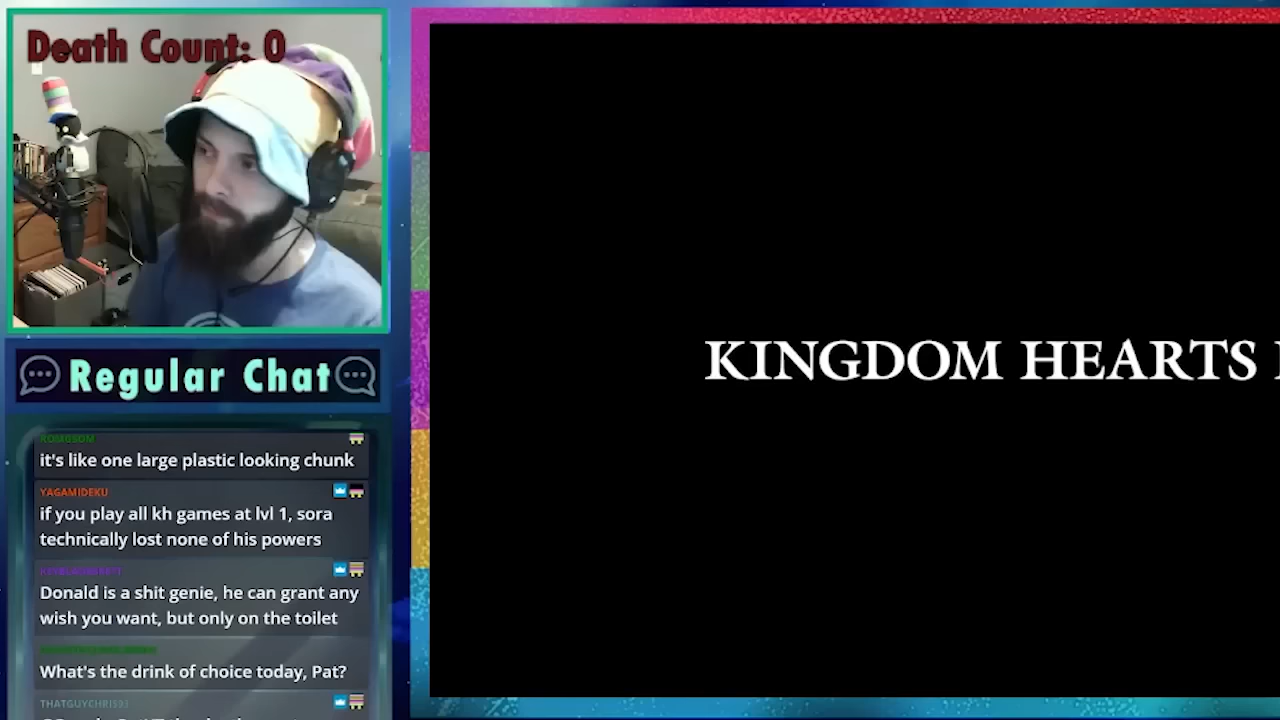 Death Count: 0
KINGDOM HEARTS
Regular Chat
it's like one large plastic looking chunk
YAGAMIDEKU
if you play all kh games at lvl 1, sora
technically lost none of his powers
Donald is a shit genie, he can grant any
wish you want, but only on the toilet
What's the drink of choice today, Pat?